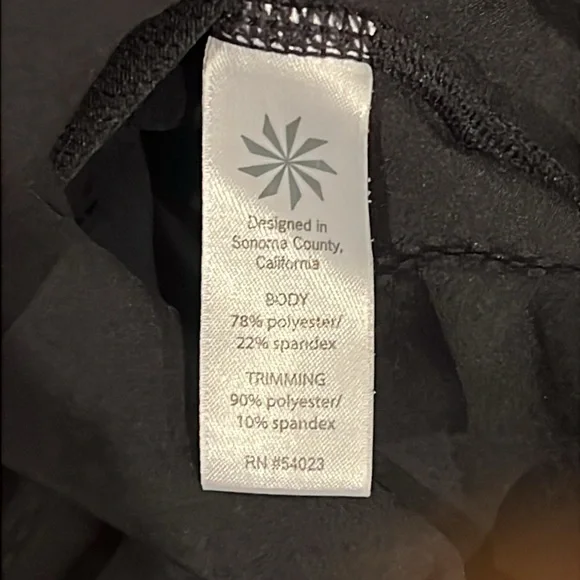 Designed in
Sonoma County,
California
BODY
78% polyester/
22% spandex
TRIMMING
90% polyester/
10% spandex
RN #54023